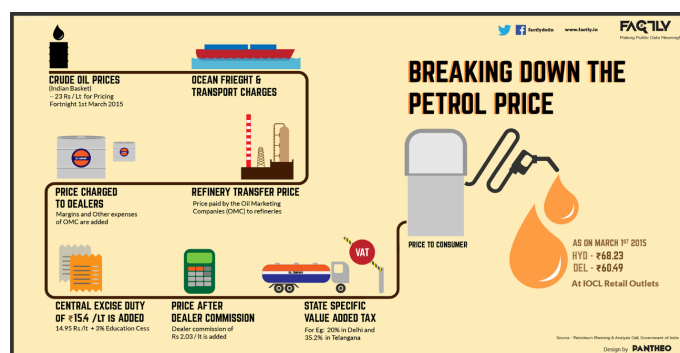 factlydotin www.factly.in FACTLY
Making Public Data Meaningful
BREAKING DOWN THE
PETROL PRICE
CRUDE OIL PRICES
(Indian Basket)
~ 23 Rs / Lt for Pricing
Fortnight 1st March 2015
OCEAN FRIEGHT &
TRANSPORT CHARGES
REFINERY TRANSFER PRICE
Price paid by the Oil Marketing
Companies (OMC) to refineries
PRICE CHARGED
TO DEALERS
Margins and Other expenses
of OMC are added
CENTRAL EXCISE DUTY
OF ₹15.4 /LT IS ADDED
14.95 Rs /lt + 3% Education Cess
PRICE AFTER
DEALER COMMISSION
Dealer commission of
Rs 2.03 / lt is added
VAT
STATE SPECIFIC
VALUE ADDED TAX
For Eg: 20% in Delhi and
35.2% in Telangana
PRICE TO CONSUMER
AS ON MARCH 1ST 2015
HYD - ₹68.23
DEL - ₹60.49
At IOCL Retail Outlets
Source : Petroleum Planning & Analysis Cell, Government of India
Design by PANTHEO